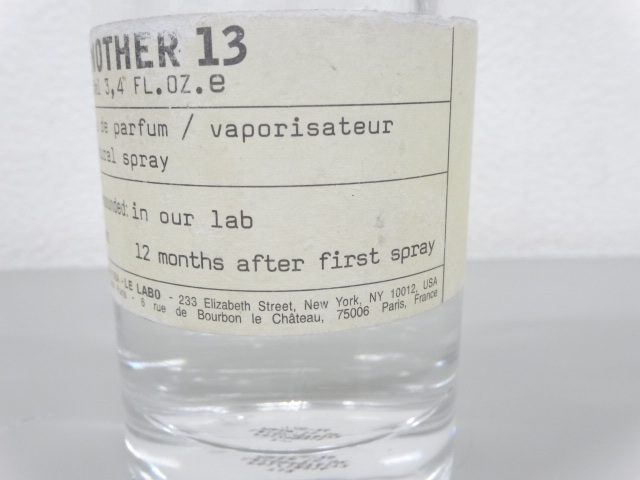 OTHER 13
3,4 FL.OZ.e
de parfum / vaporisateur
ural spray
in our lab
12 months after first spray
LE LABO - 233 Elizabeth Street, New York, NY 10012, USA
6 rue de Bourbon le Château, 75006 Paris, France